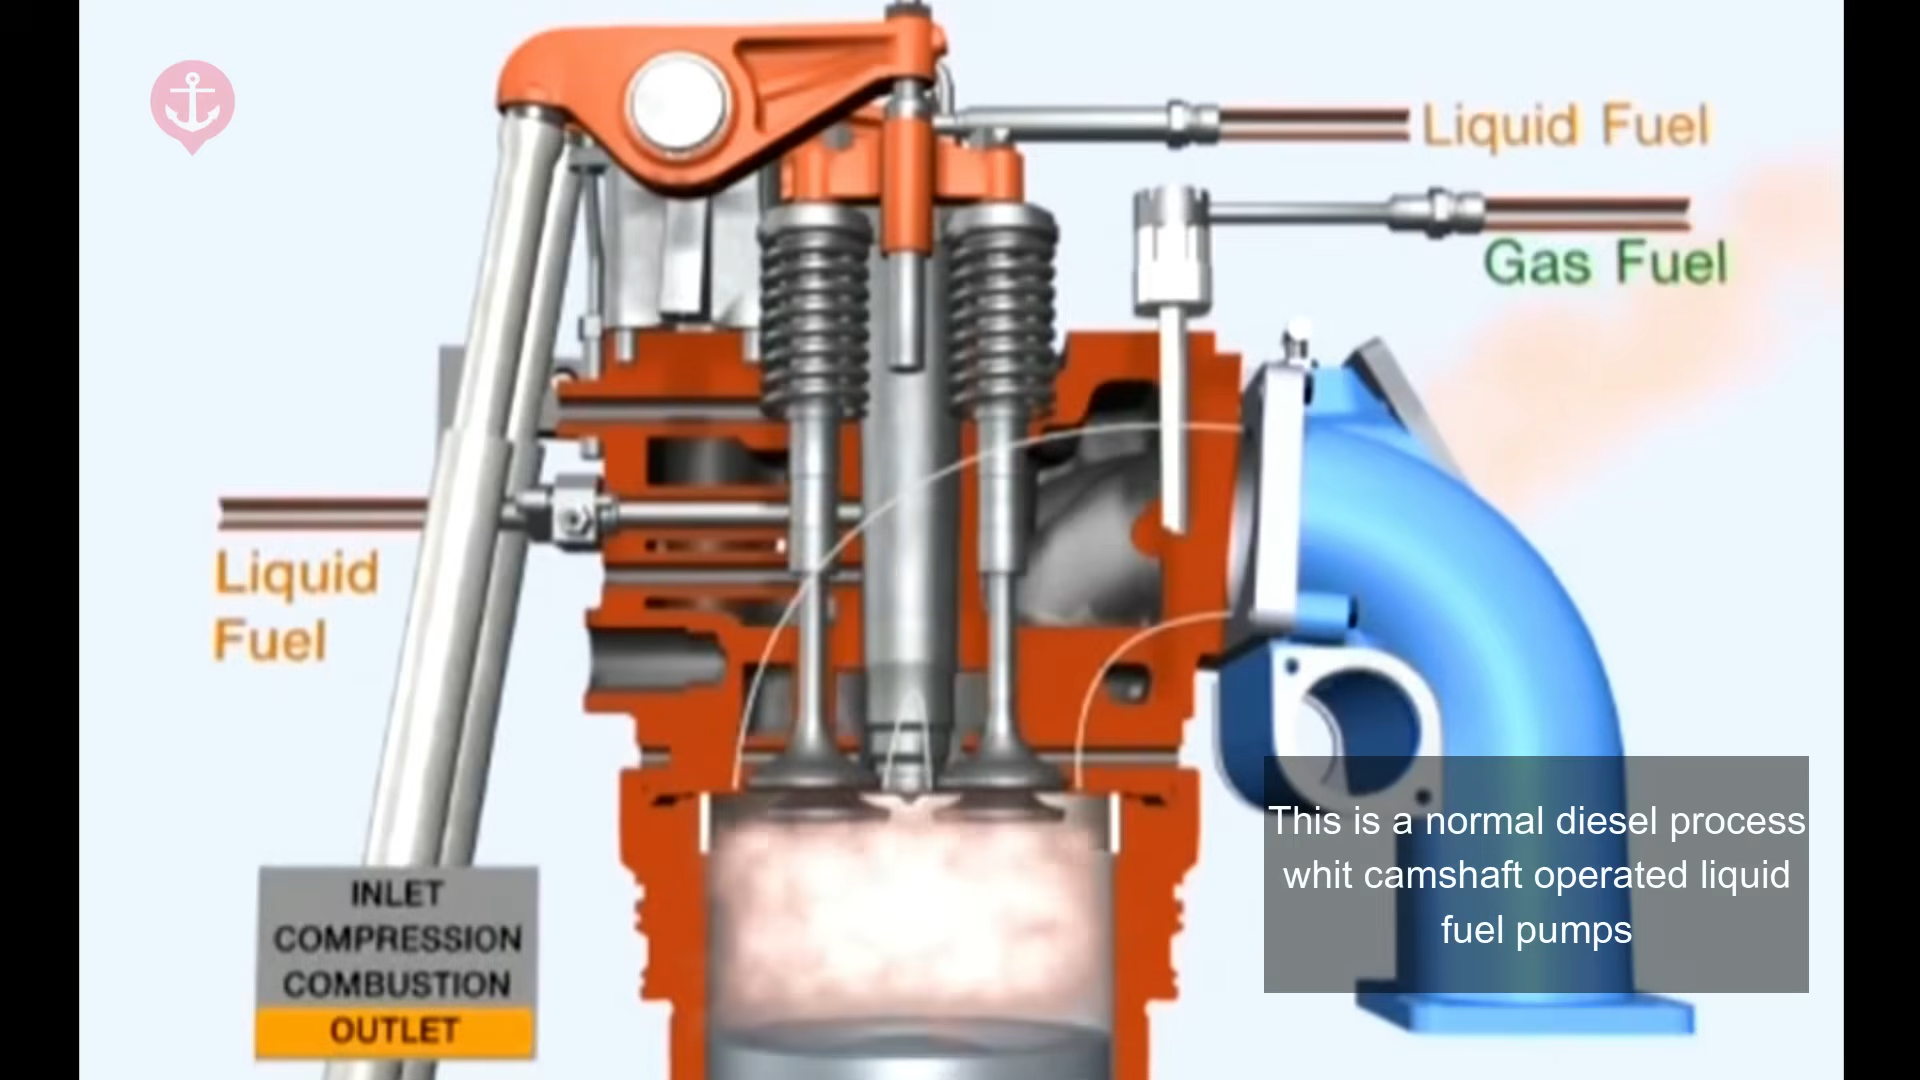 Liquid Fuel
Gas Fuel
Liquid
Fuel
INLET
COMPRESSION
COMBUSTION
OUTLET
This is a normal diesel process
whit camshaft operated liquid
fuel pumps